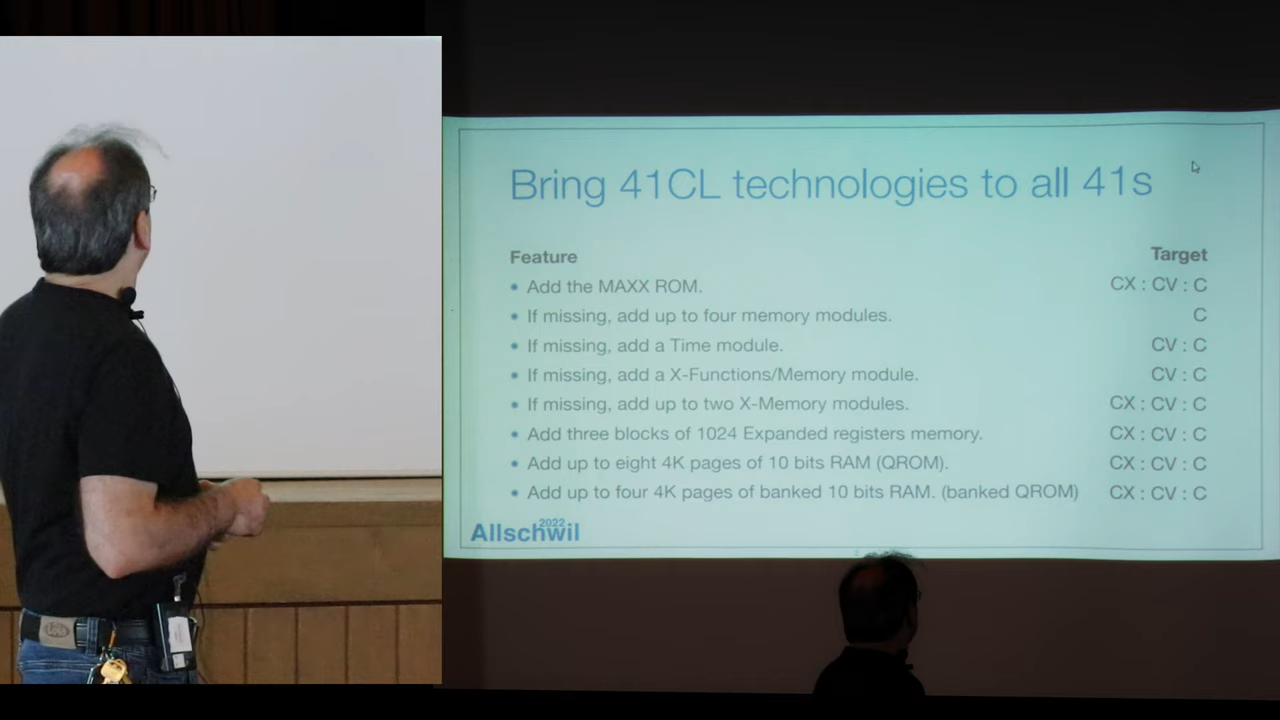 Bring 41CL technologies to all 41s
Feature Target
• Add the MAXX ROM. CX : CV : C
• If missing, add up to four memory modules. C
• If missing, add a Time module. CV : C
• If missing, add a X-Functions/Memory module. CV : C
• If missing, add up to two X-Memory modules. CX : CV : C
• Add three blocks of 1024 Expanded registers memory. CX : CV : C
• Add up to eight 4K pages of 10 bits RAM (QROM). CX : CV : C
• Add up to four 4K pages of banked 10 bits RAM. (banked QROM) CX : CV : C
2022
Allschwil